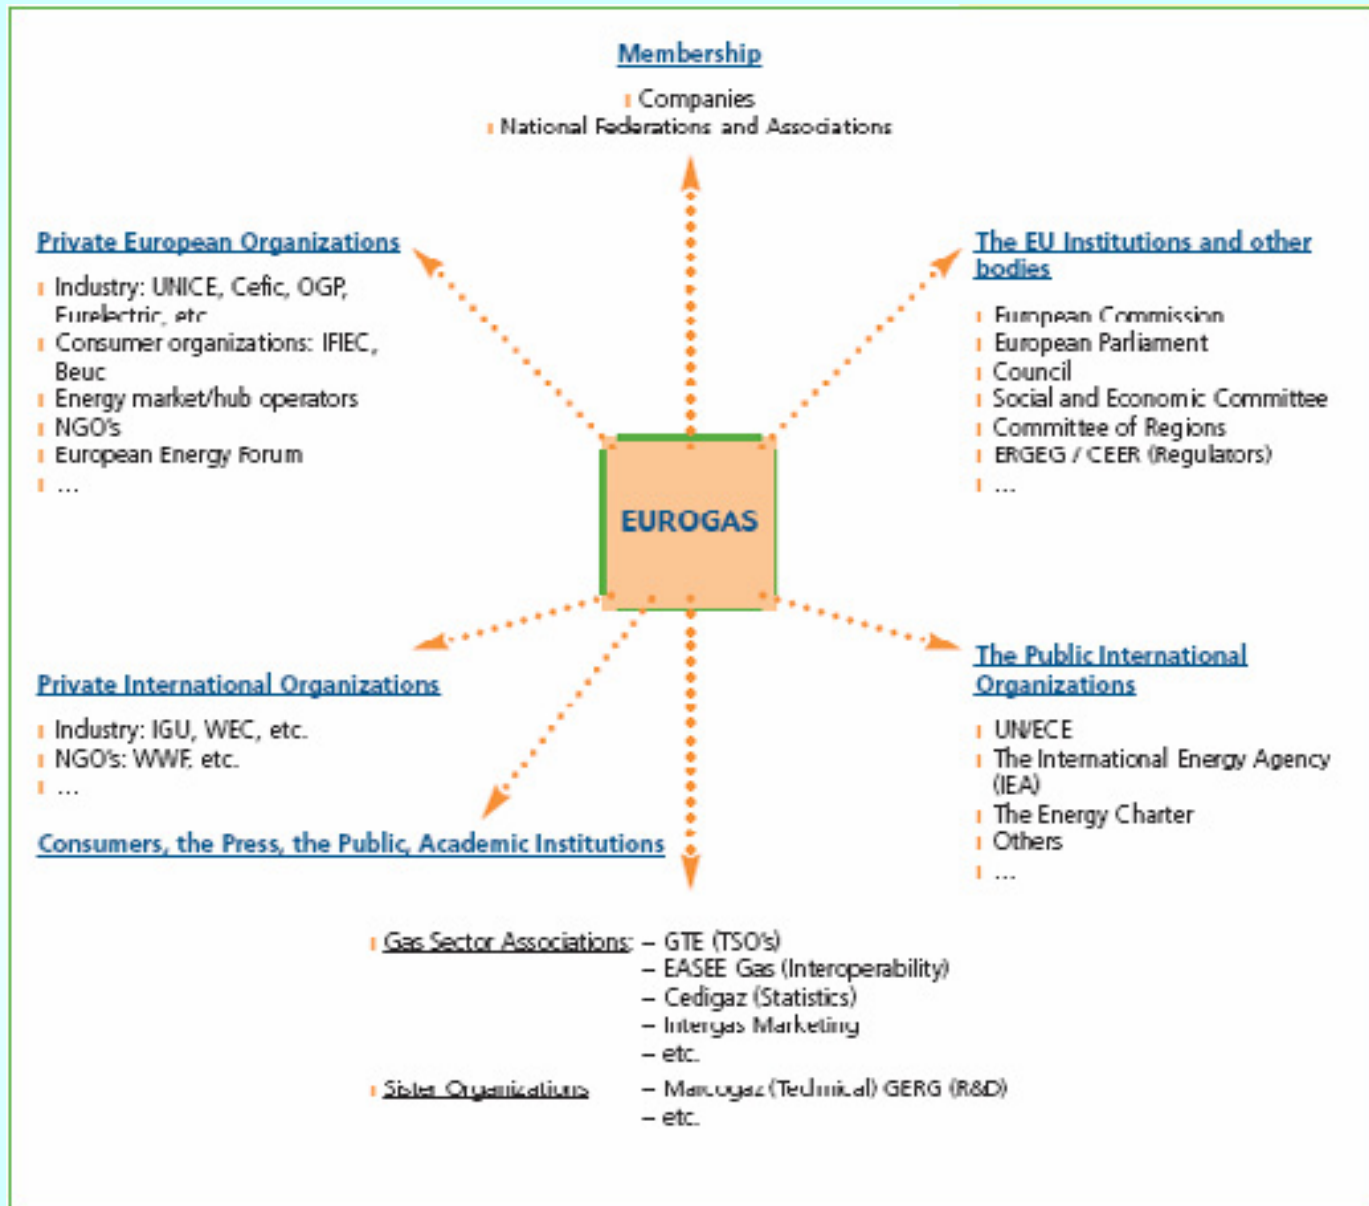 Membership
Companies
National Federations and Associations
Private European Organizations
Industry: UNICE, Cefic, OGP,
Eurelectric, etc
Consumer organizations: IFIEC,
Beuc
Energy market/hub operators
NGO's
European Energy Forum
...
The EU Institutions and other
bodies
European Commission
European Parliament
Council
Social and Economic Committee
Committee of Regions
ERGEG / CEER (Regulators)
...
EUROGAS
Private International Organizations
Industry: IGU, WEC, etc.
NGO's: WWF, etc.
...
Consumers, the Press, the Public, Academic Institutions
The Public International
Organizations
UN/ECE
The International Energy Agency
(IEA)
The Energy Charter
Others
...
Gas Sector Associations: – GTE (TSO's)
– EASEE Gas (Interoperability)
– Cedigaz (Statistics)
– Intergas Marketing
– etc.
Sister Organizations – Marcogaz (Technical) GERG (R&D)
– etc.